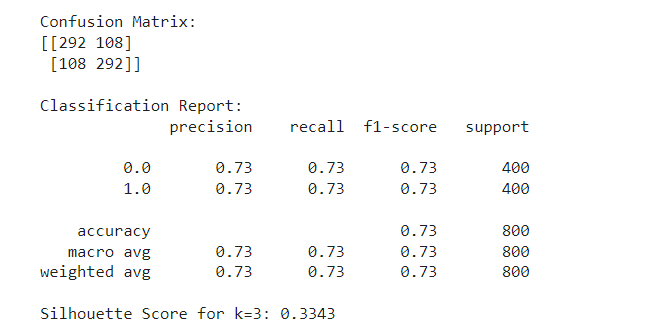 Confusion Matrix:
[[292 108]
 [108 292]]
Classification Report:
precision recall f1-score support
0.0 0.73 0.73 0.73 400
1.0 0.73 0.73 0.73 400
accuracy 0.73 800
macro avg 0.73 0.73 0.73 800
weighted avg 0.73 0.73 0.73 800
Silhouette Score for k=3: 0.3343